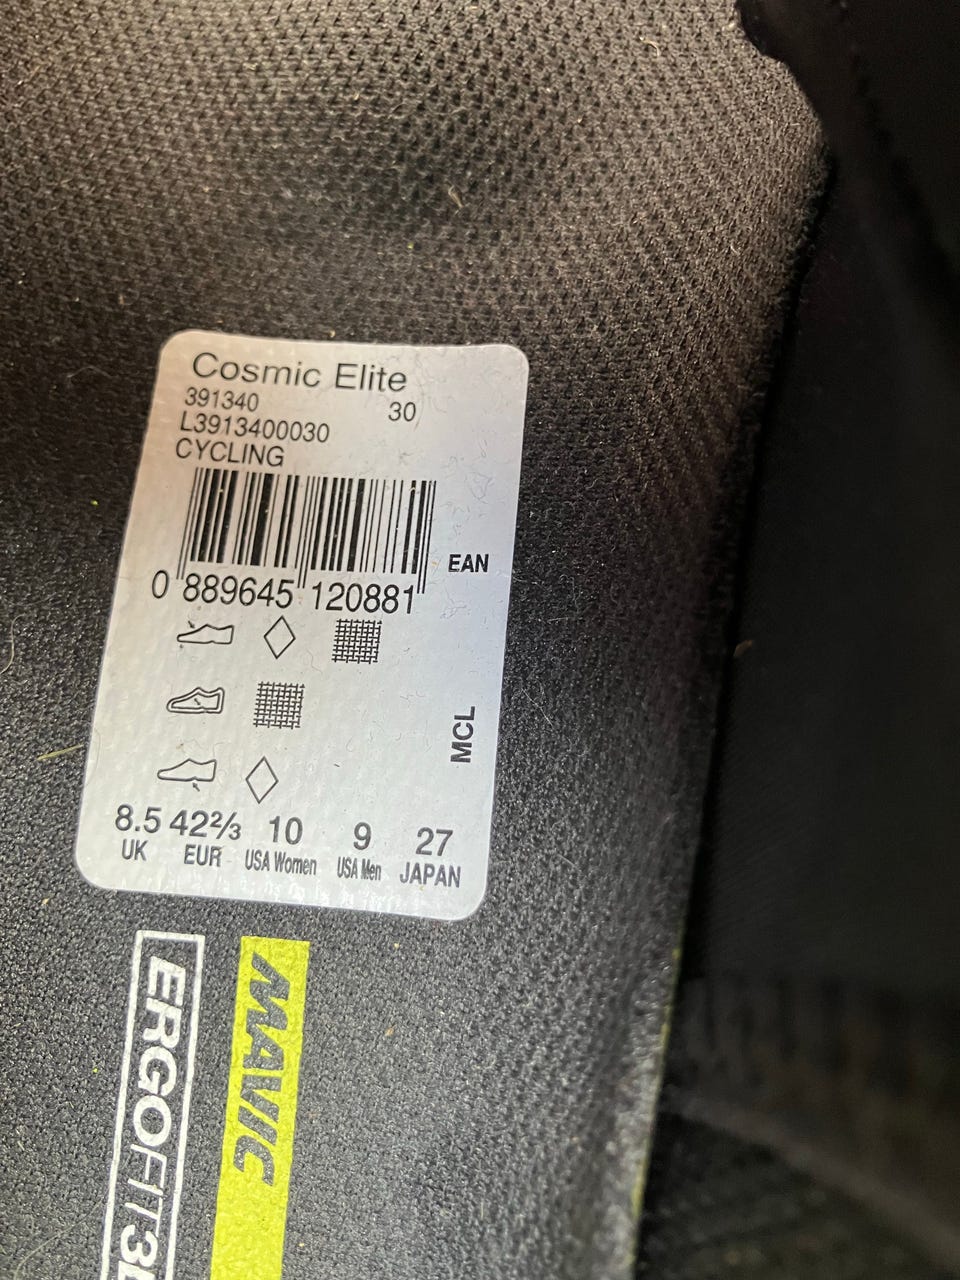 Cosmic Elite
391340 30
L3913400030
CYCLING
EAN
0 889645 120881
MCL
8.5 42⅔ 10 9 27
UK EUR USA Women USA Men JAPAN
MAVIC
ERGOFIT3D